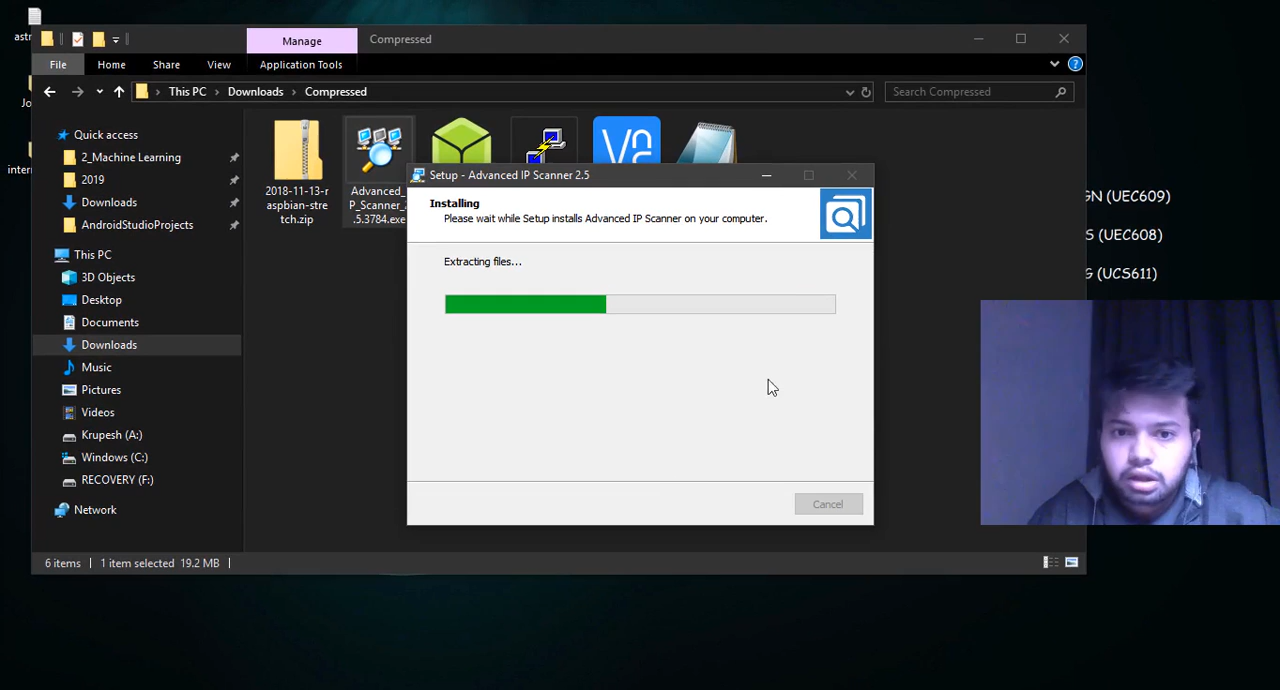 astr
Manage
Compressed
File
Home
Share
View
Application Tools
This PC
Downloads
Compressed
Search Compressed
Quick access
2_Machine Learning
2019
Downloads
AndroidStudioProjects
This PC
3D Objects
Desktop
Documents
Downloads
Music
Pictures
Videos
Krupesh (A:)
Windows (C:)
RECOVERY (F:)
Network
2018-11-13-r
aspbian-stre
tch.zip
Advanced_
P_Scanner_
.5.3784.exe
Setup - Advanced IP Scanner 2.5
Installing
Please wait while Setup installs Advanced IP Scanner on your computer.
Extracting files...
Cancel
6 items
1 item selected 19.2 MB
Jo
intern
GN (UEC609)
S (UEC608)
G (UCS611)